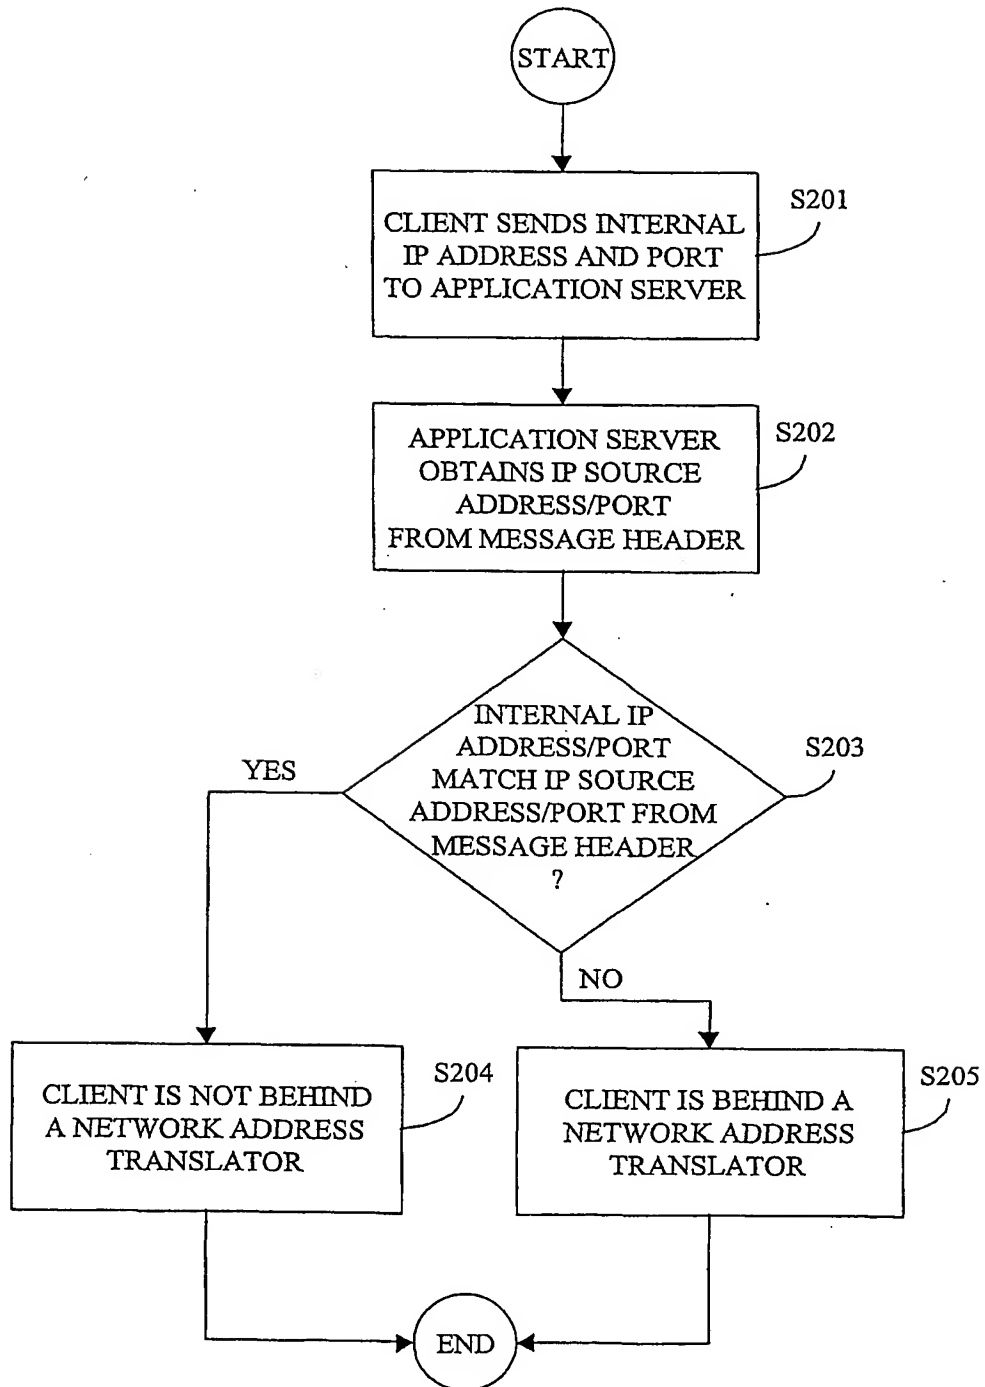 START
CLIENT SENDS INTERNAL
IP ADDRESS AND PORT
TO APPLICATION SERVER
S201
APPLICATION SERVER
OBTAINS IP SOURCE
ADDRESS/PORT
FROM MESSAGE HEADER
S202
INTERNAL IP
ADDRESS/PORT
MATCH IP SOURCE
ADDRESS/PORT FROM
MESSAGE HEADER
?
S203
YES
NO
CLIENT IS NOT BEHIND
A NETWORK ADDRESS
TRANSLATOR
S204
CLIENT IS BEHIND A
NETWORK ADDRESS
TRANSLATOR
S205
END